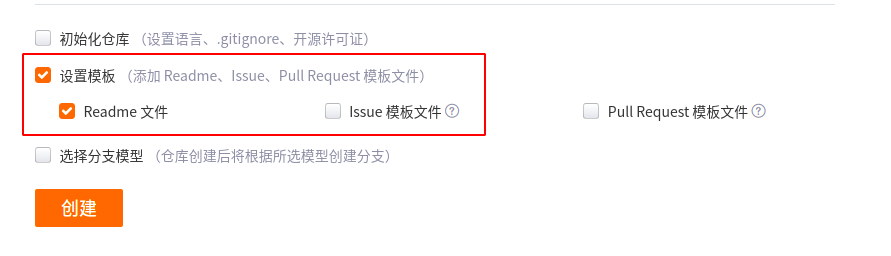 初始化仓库（设置语言、.gitignore、开源许可证）
设置模板（添加 Readme、Issue、Pull Request 模板文件）
Readme 文件 Issue 模板文件 ? Pull Request 模板文件 ?
选择分支模型（仓库创建后将根据所选模型创建分支）
创建